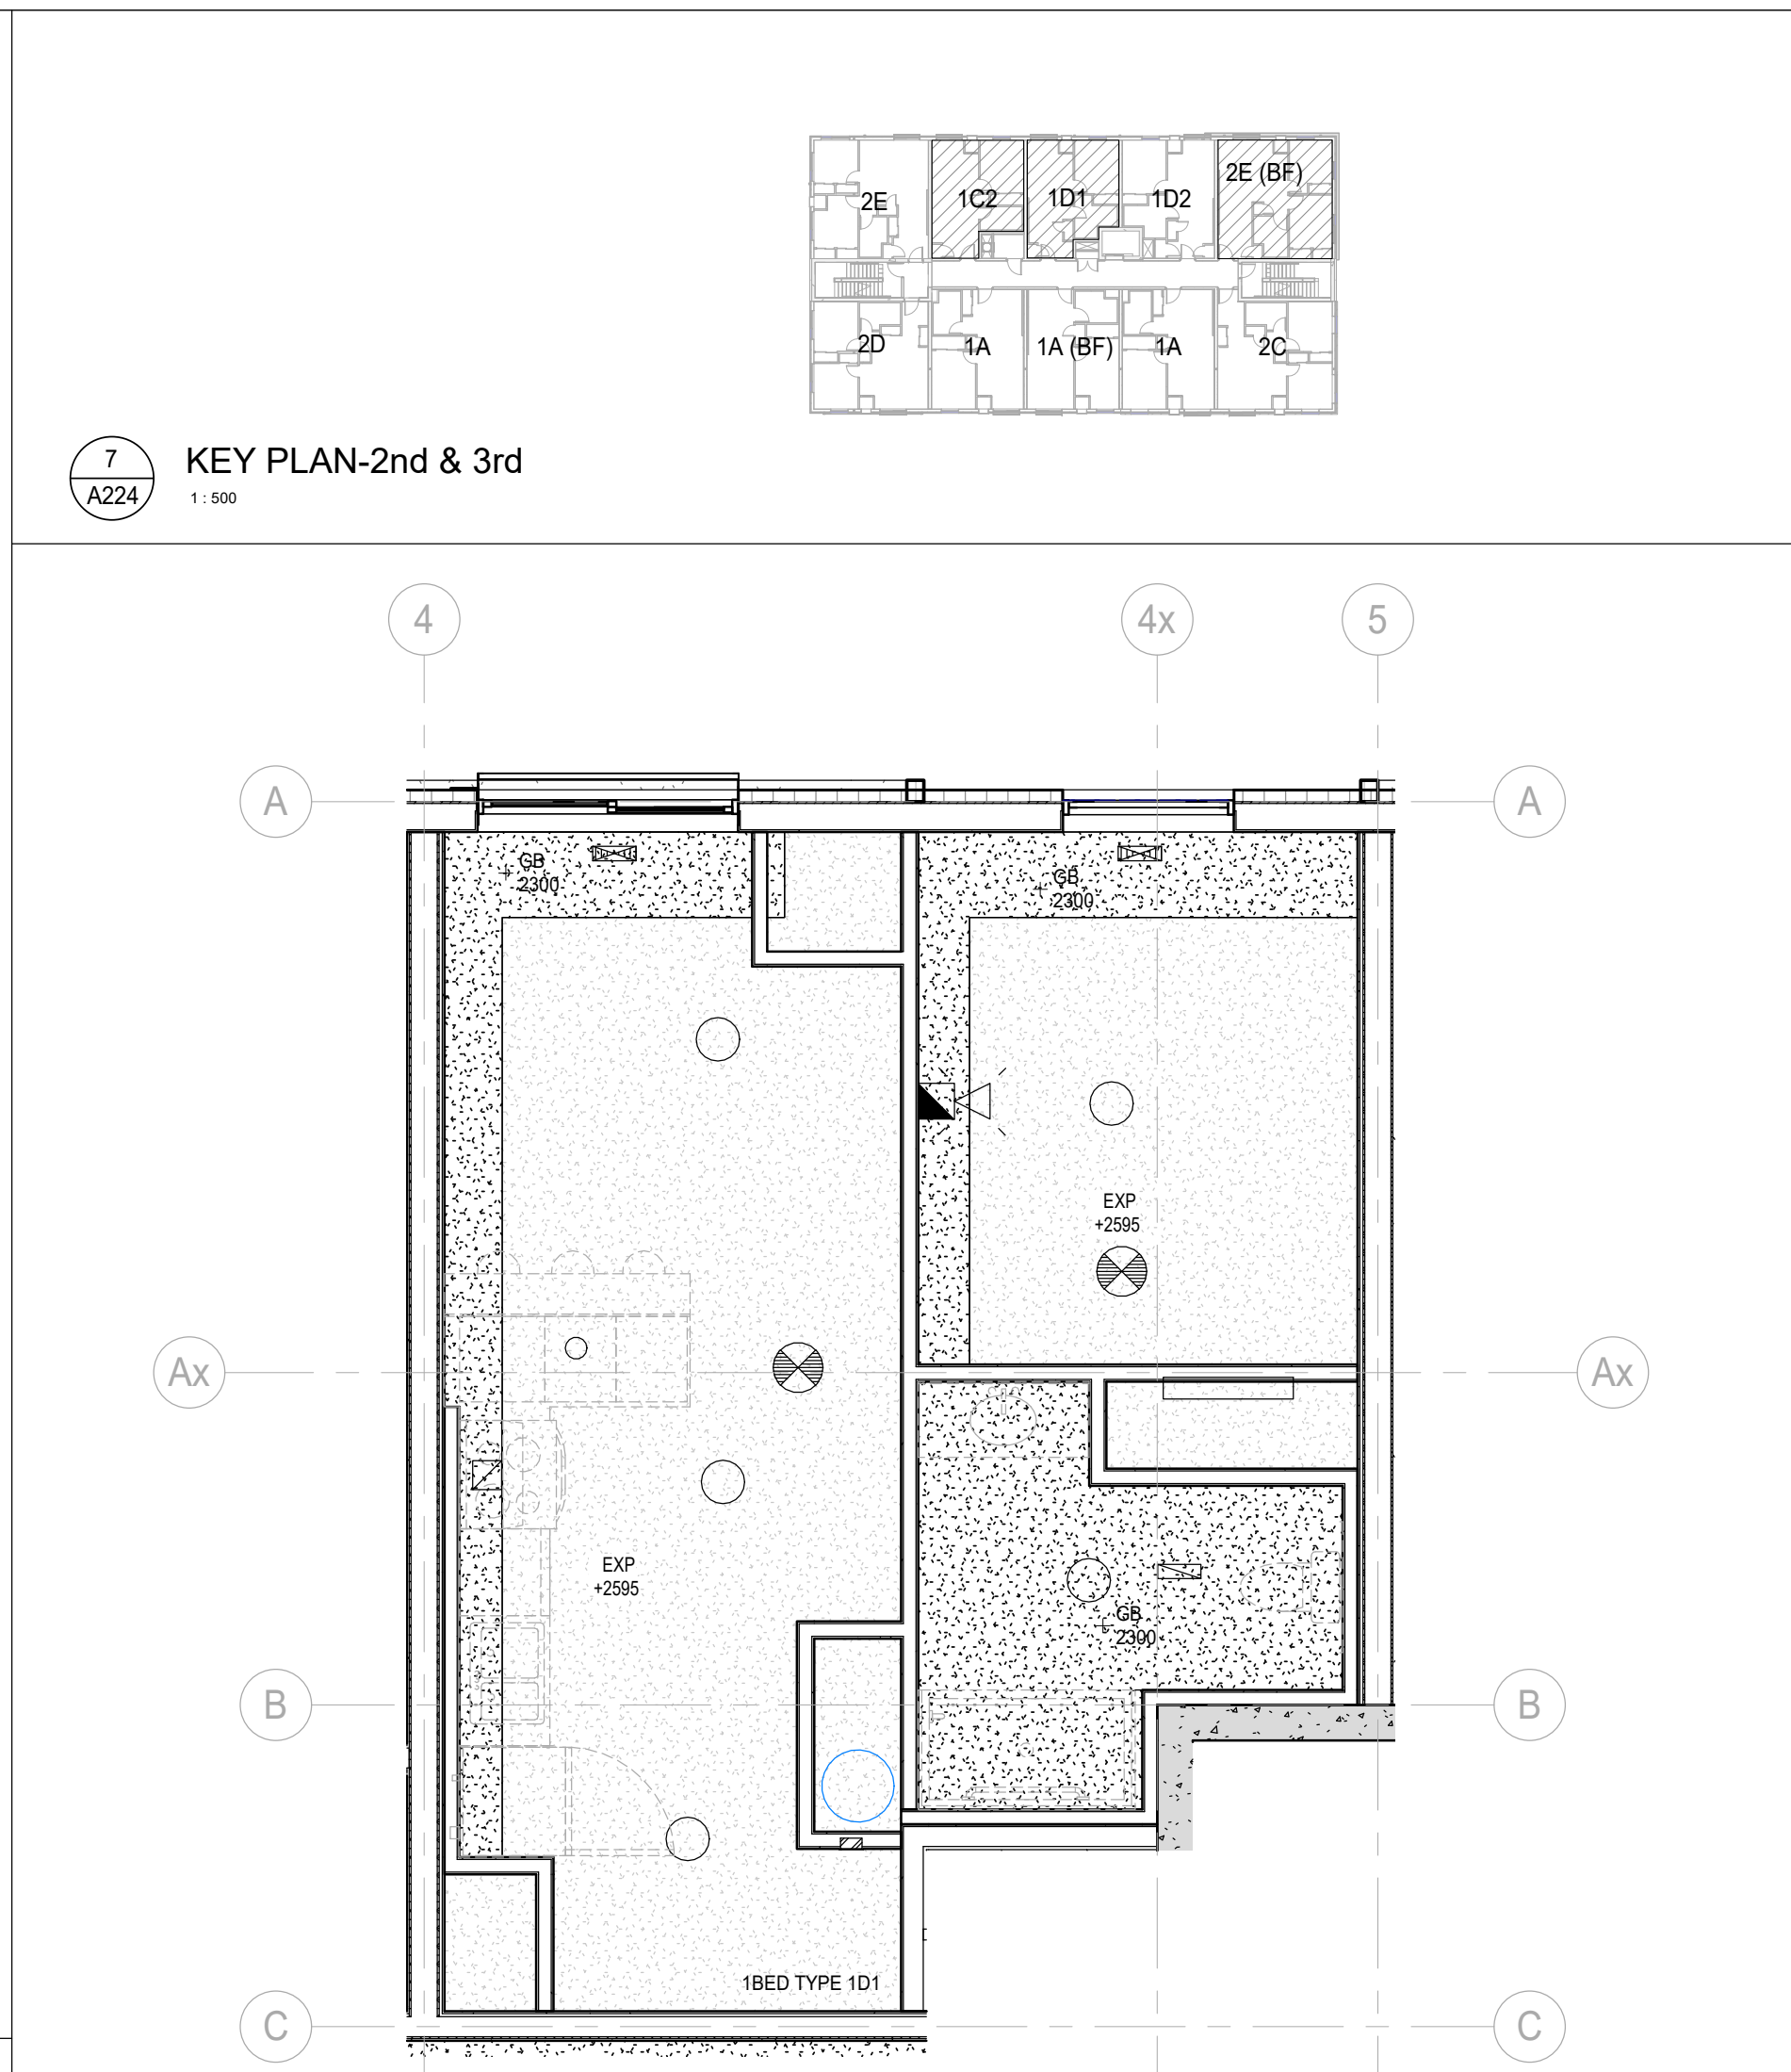 2E
1C2
1D1
1D2
2E (BF)
2D
1A
1A (BF)
1A
2C
7
A224
KEY PLAN-2nd & 3rd
1 : 500
4
4x
5
A
A
GB
2300
GB
2300
EXP
+2595
Ax
Ax
EXP
+2595
GB
2300
B
B
1BED TYPE 1D1
C
C